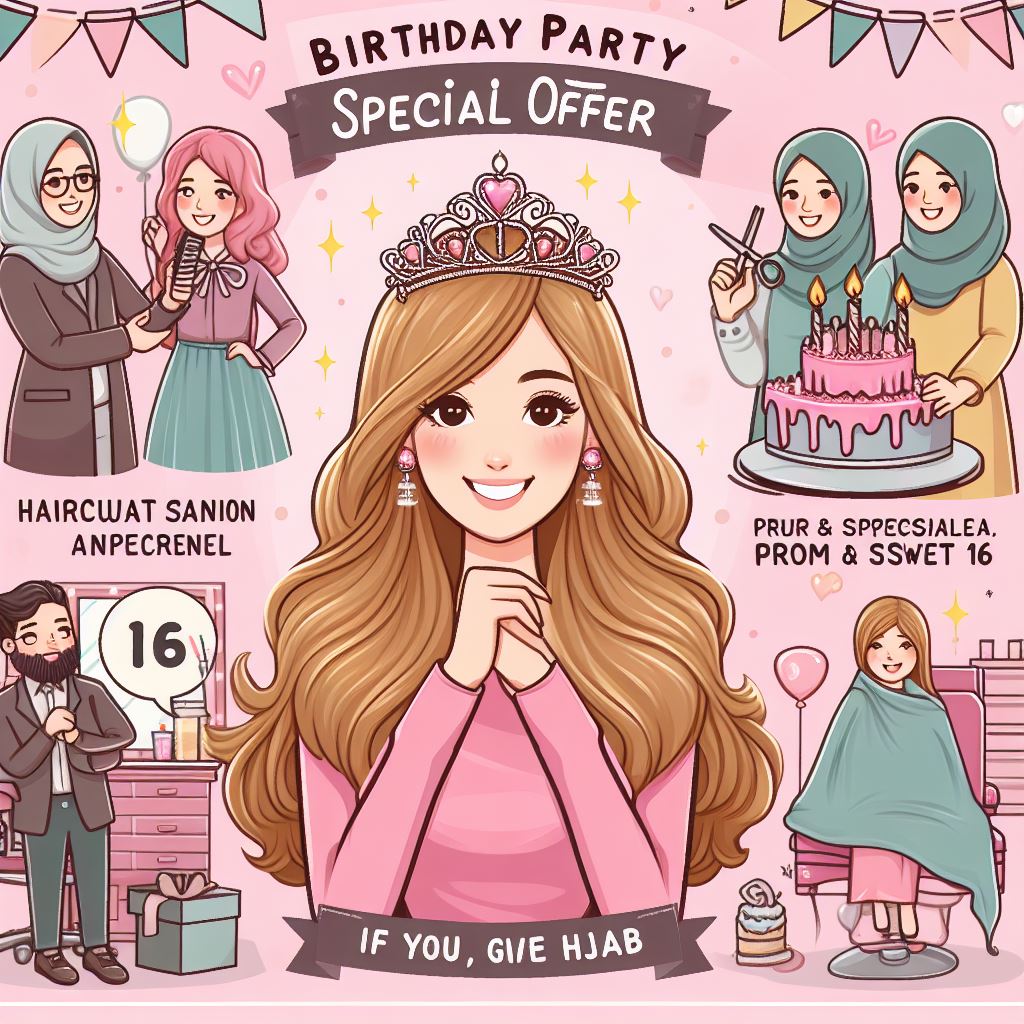 BIRTHDAY PARTY
SPECIAL OFFER
HAIRCWAT SANION
ANPECRENEL
PRUR & SPPECSIALEA.
PROM & SSWET 16
16
IF YOU, GIVE HJAB